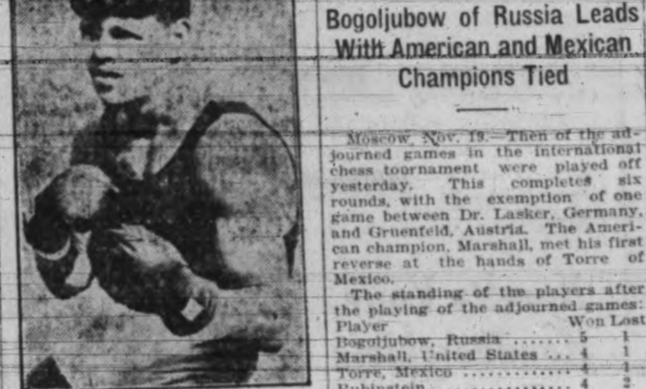 Bogoljubow of Russia Leads
With American and Mexican
Champions Tied
Moscow, Nov. 19.—Then of the ad-
journed games in the international
chess tournament were played off
yesterday. This completes six
rounds, with the exemption of one
game between Dr. Lasker, Germany,
and Gruenfeld, Austria. The Ameri-
can champion, Marshall, met his first
reverse at the hands of Torre of
Mexico.
The standing of the players after
the playing of the adjourned games:
Player Won Lost
Bogoljubow, Russia ...... 5 1
Marshall, United States ... 4 1
Torre, Mexico ........... 4 1
Rubinstein 4